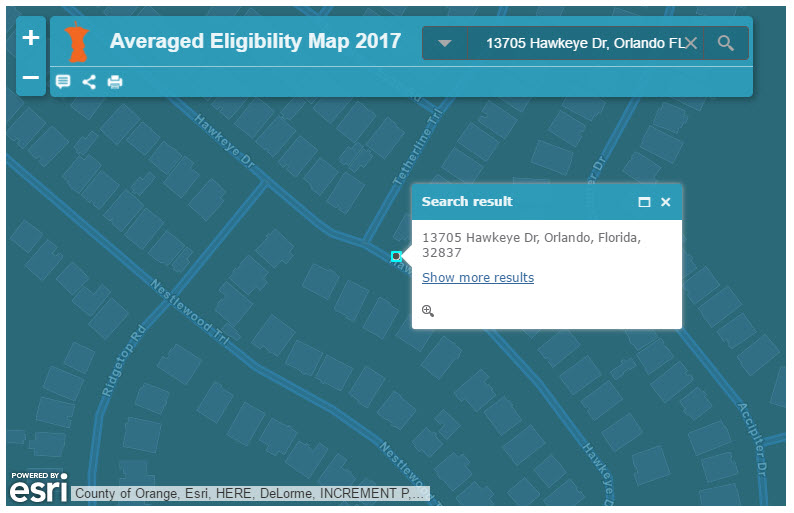 +
Averaged Eligibility Map 2017
13705 Hawkeye Dr, Orlando FL
−
Hawkeye Dr
Tetherline Trl
Search result
13705 Hawkeye Dr, Orlando, Florida,
32837
Show more results
Nestlewood Trl
Ridgetop Rd
Accipiter Dr
Hawkeye D
Nestlewoo
POWERED BY
esri
County of Orange, Esri, HERE, DeLorme, INCREMENT P,...